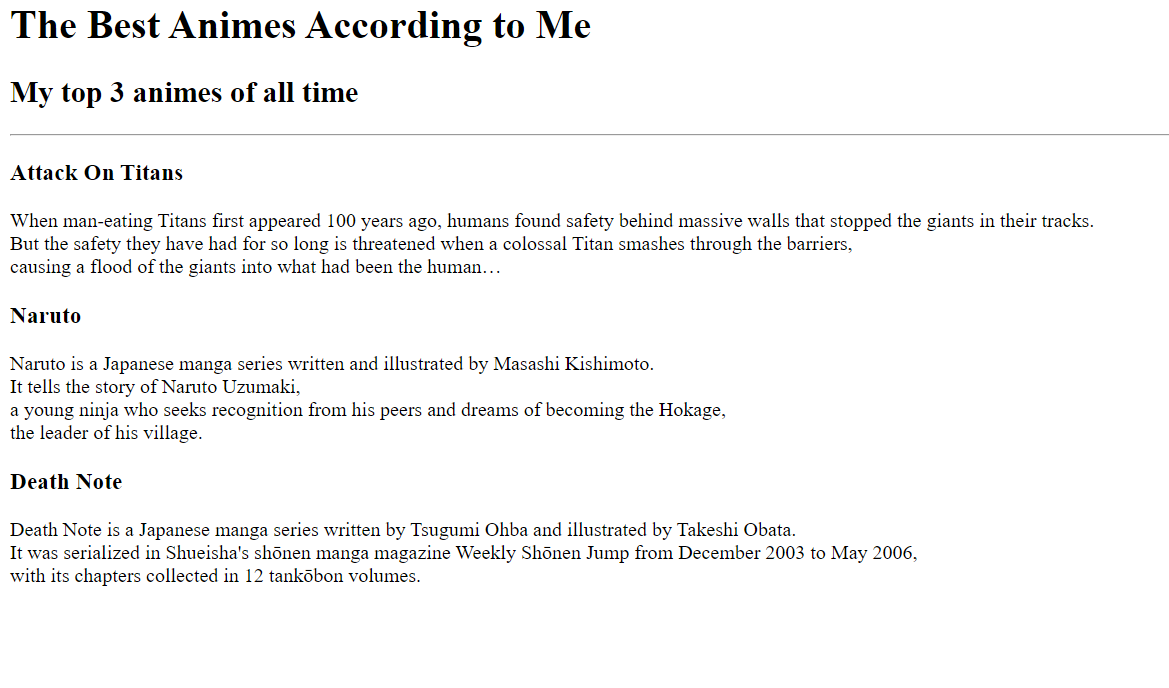 The Best Animes According to Me
My top 3 animes of all time
Attack On Titans
When man-eating Titans first appeared 100 years ago, humans found safety behind massive walls that stopped the giants in their tracks.
But the safety they have had for so long is threatened when a colossal Titan smashes through the barriers,
causing a flood of the giants into what had been the human…
Naruto
Naruto is a Japanese manga series written and illustrated by Masashi Kishimoto.
It tells the story of Naruto Uzumaki,
a young ninja who seeks recognition from his peers and dreams of becoming the Hokage,
the leader of his village.
Death Note
Death Note is a Japanese manga series written by Tsugumi Ohba and illustrated by Takeshi Obata.
It was serialized in Shueisha's shōnen manga magazine Weekly Shōnen Jump from December 2003 to May 2006,
with its chapters collected in 12 tankōbon volumes.